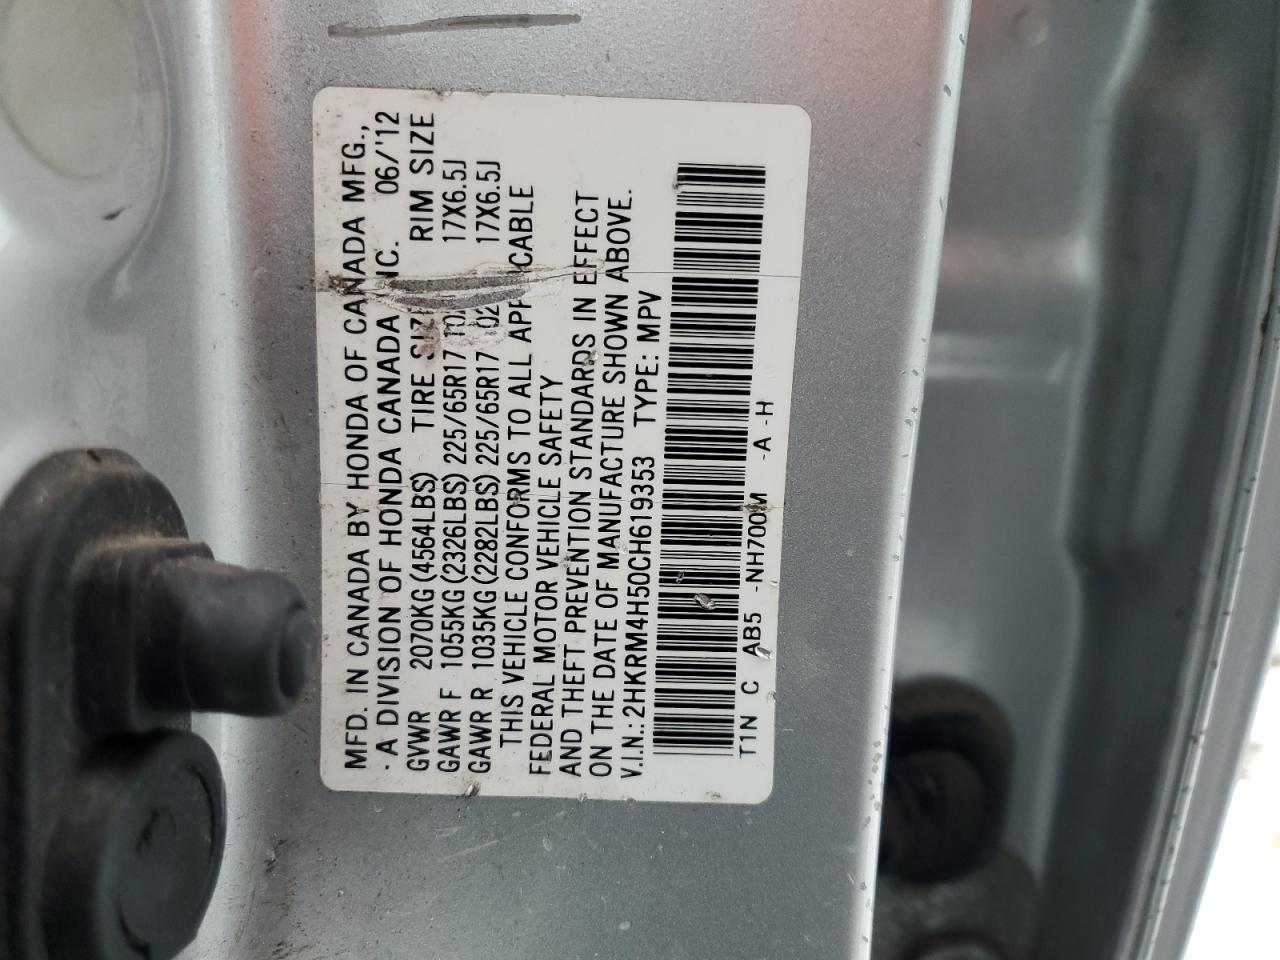 MFD. IN CANADA BY HONDA OF CANADA MFG.,
· A DIVISION OF HONDA CANADA INC. 06/'12
GVWR 2070KG(4564LBS) TIRE SIZE RIM SIZE
GAWR F 1055KG(2326LBS) 225/65R17 102 17X6.5J
GAWR R 1035KG(2282LBS) 225/65R17 102 17X6.5J
THIS VEHICLE CONFORMS TO ALL APPLICABLE
FEDERAL MOTOR VEHICLE SAFETY
AND THEFT PREVENTION STANDARDS IN EFFECT
ON THE DATE OF MANUFACTURE SHOWN ABOVE.
V.I.N.: 2HKRM4H50CH619353 TYPE: MPV
T1N C AB5 -NH700M -A -H